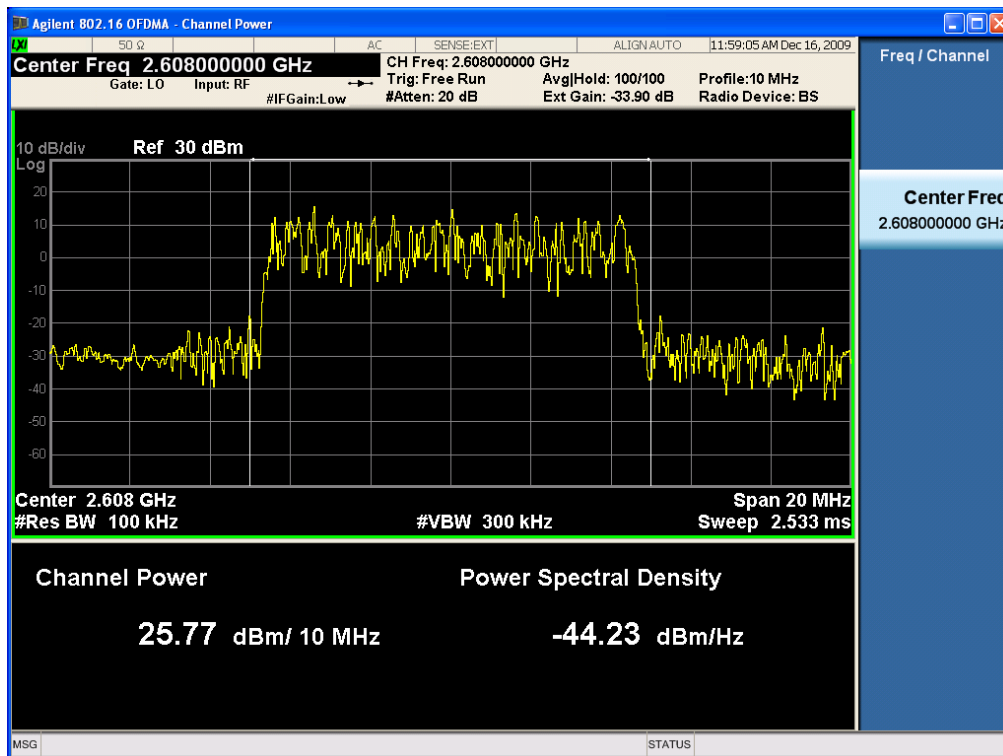 Agilent 802.16 OFDMA - Channel Power
LXI 50 Ω AC SENSE:EXT ALIGN AUTO 11:59:05 AM Dec 16, 2009
Center Freq 2.608000000 GHz
Gate: LO Input: RF
#IFGain:Low
CH Freq: 2.608000000 GHz
Trig: Free Run Avg|Hold: 100/100 Profile:10 MHz
#Atten: 20 dB Ext Gain: -33.90 dB Radio Device: BS
Freq / Channel
Center Freq
2.608000000 GHz
10 dB/div Ref 30 dBm
Log
20
10
0
-10
-20
-30
-40
-50
-60
Center 2.608 GHz Span 20 MHz
#Res BW 100 kHz #VBW 300 kHz Sweep 2.533 ms
Channel Power Power Spectral Density
25.77 dBm/ 10 MHz -44.23 dBm/Hz
MSG STATUS